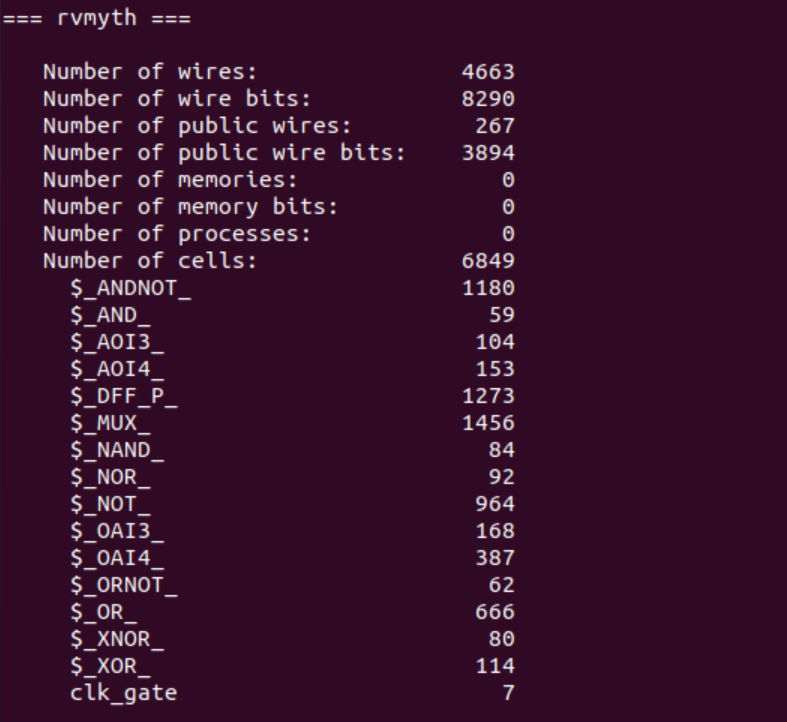 === rvmyth ===
Number of wires: 4663
Number of wire bits: 8290
Number of public wires: 267
Number of public wire bits: 3894
Number of memories: 0
Number of memory bits: 0
Number of processes: 0
Number of cells: 6849
$_ANDNOT_ 1180
$_AND_ 59
$_AOI3_ 104
$_AOI4_ 153
$_DFF_P_ 1273
$_MUX_ 1456
$_NAND_ 84
$_NOR_ 92
$_NOT_ 964
$_OAI3_ 168
$_OAI4_ 387
$_ORNOT_ 62
$_OR_ 666
$_XNOR_ 80
$_XOR_ 114
clk_gate 7